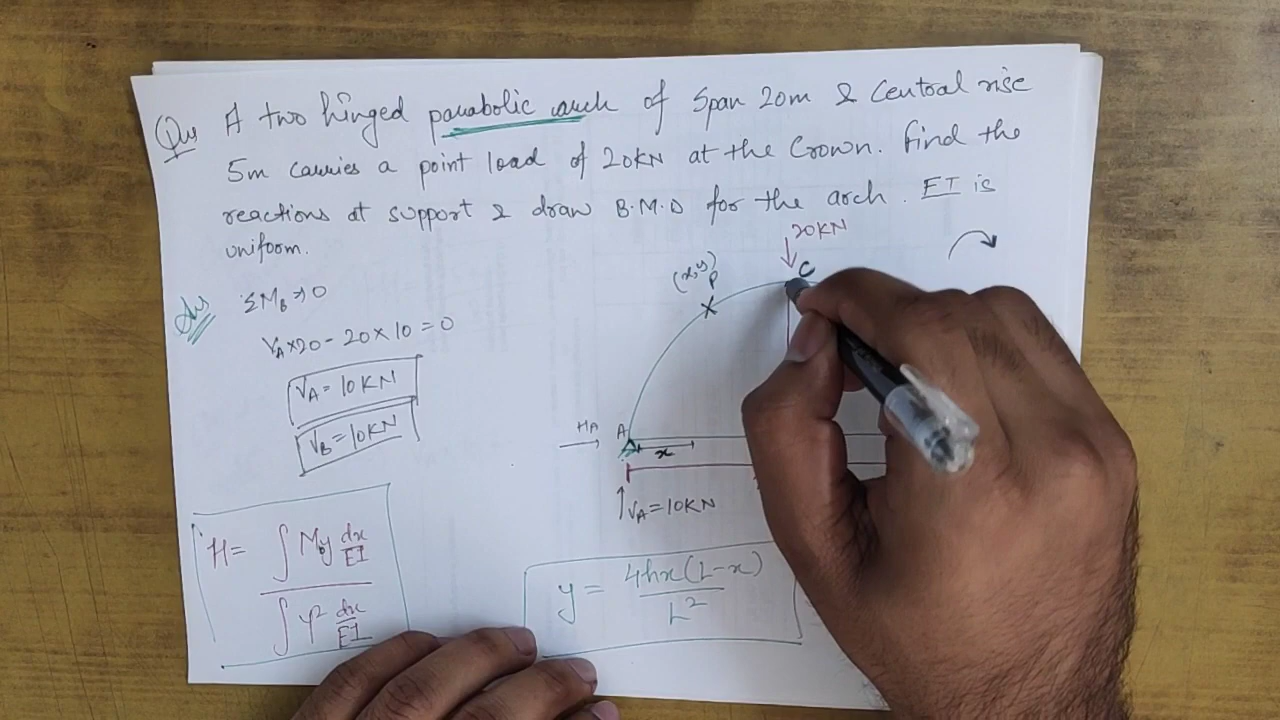 Qu A two hinged parabolic arch of span 20m & Central rise
5m carries a point load of 20KN at the Crown. Find the
reactions at support & draw B.M.D for the arch. EI is
uniform.
Ans ΣM_B ⇒ 0
V_A×20 - 20×10 = 0
V_A = 10KN
V_B = 10KN
H = ∫My dx/EI / ∫y² dx/EI
20KN
C
(x,y)
P
H_A
A
x
V_A = 10KN
y = 4hx(L-x) / L²